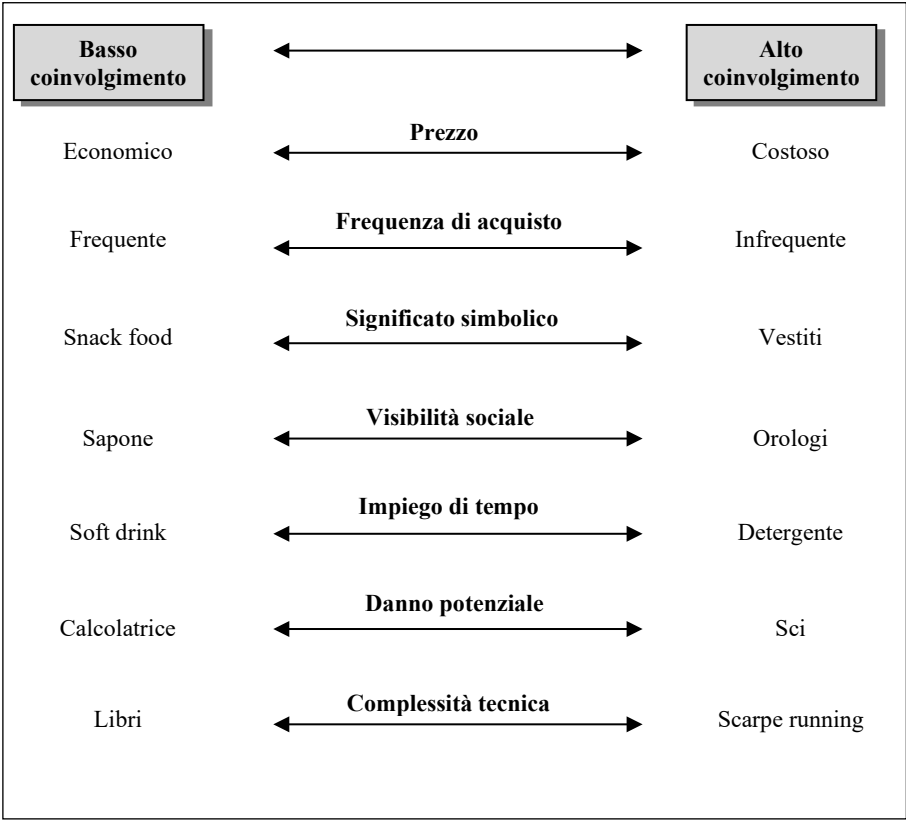 Basso
coinvolgimento
Alto
coinvolgimento
Prezzo
Economico
Costoso
Frequenza di acquisto
Frequente
Infrequente
Significato simbolico
Snack food
Vestiti
Visibilità sociale
Sapone
Orologi
Impiego di tempo
Soft drink
Detergente
Danno potenziale
Calcolatrice
Sci
Complessità tecnica
Libri
Scarpe running